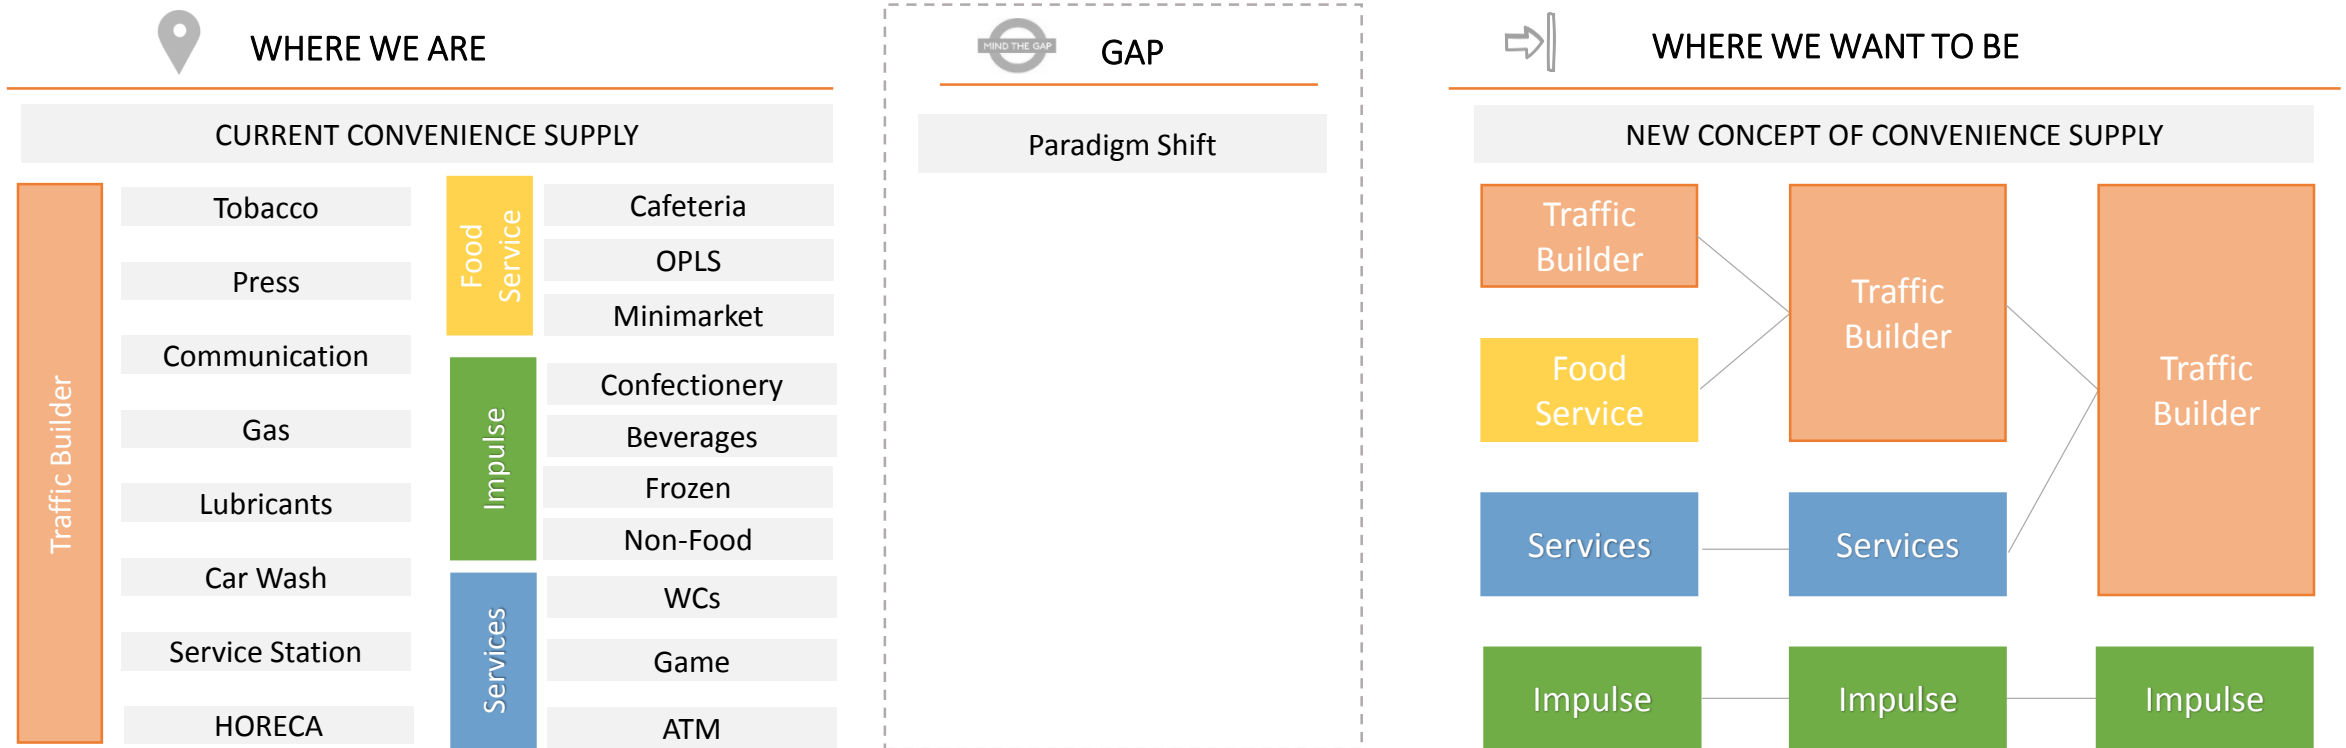 WHERE WE ARE
CURRENT CONVENIENCE SUPPLY
Traffic Builder
Tobacco
Press
Communication
Gas
Lubricants
Car Wash
Service Station
HORECA
Food
Service
Cafeteria
OPLS
Minimarket
Impulse
Confectionery
Beverages
Frozen
Non-Food
Services
WCs
Game
ATM
MIND THE GAP
GAP
Paradigm Shift
WHERE WE WANT TO BE
NEW CONCEPT OF CONVENIENCE SUPPLY
Traffic
Builder
Food
Service
Services
Impulse
Traffic
Builder
Services
Impulse
Traffic
Builder
Impulse